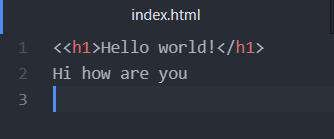 index.html
1 <<h1>Hello world!</h1>
2 Hi how are you
3